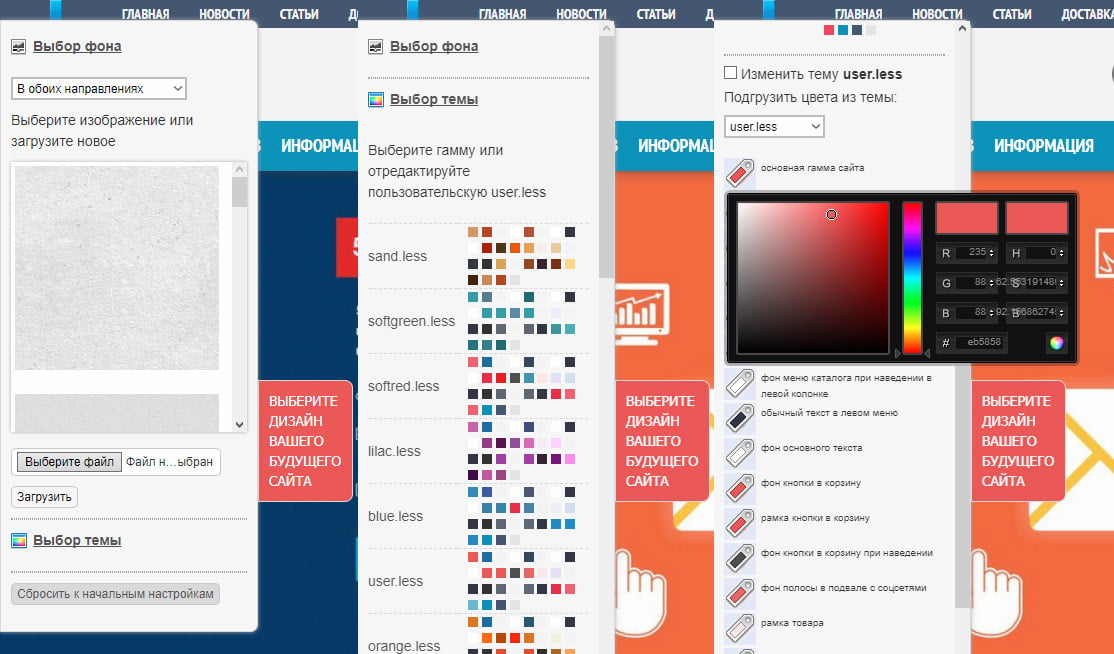 ГЛАВНАЯ НОВОСТИ СТАТЬИ
Выбор фона
В обоих направлениях
Выберите изображение или
загрузите новое
Выберите файл Файл н...ыбран
Загрузить
Выбор темы
Сбросить к начальным настройкам
ИНФОРМАЦ
ВЫБЕРИТЕ
ДИЗАЙН
ВАШЕГО
БУДУЩЕГО
САЙТА
ГЛАВНАЯ НОВОСТИ СТАТЬИ
Выбор фона
Выбор темы
Выберите гамму или
отредактируйте
пользовательскую user.less
sand.less
softgreen.less
softred.less
lilac.less
blue.less
user.less
orange.less
ИНФОРМАЦ
ВЫБЕРИТЕ
ДИЗАЙН
ВАШЕГО
БУДУЩЕГО
САЙТА
ГЛАВНАЯ НОВОСТИ СТАТЬИ ДОСТАВКА
Изменить тему user.less
Подгрузить цвета из темы:
user.less
основная гамма сайта
ИНФОРМАЦИЯ
R 235 H 0
G 88 S
B 88 B
# eb5858
фон меню каталога при наведении в
левой колонке
обычный текст в левом меню
фон основного текста
фон кнопки в корзину
рамка кнопки в корзину
фон кнопки в корзину при наведении
фон полосы в подвале с соцсетями
рамка товара
ВЫБЕРИТЕ
ДИЗАЙН
ВАШЕГО
БУДУЩЕГО
САЙТА